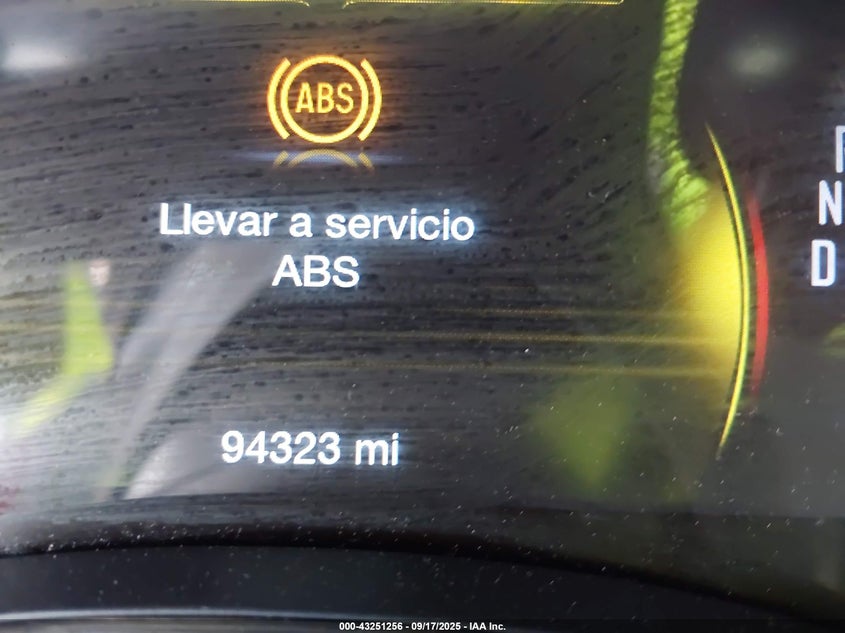 ABS
Llevar a servicio
ABS
N
D
94323 mi
000-43251256 - 09/17/2025 - IAA Inc.